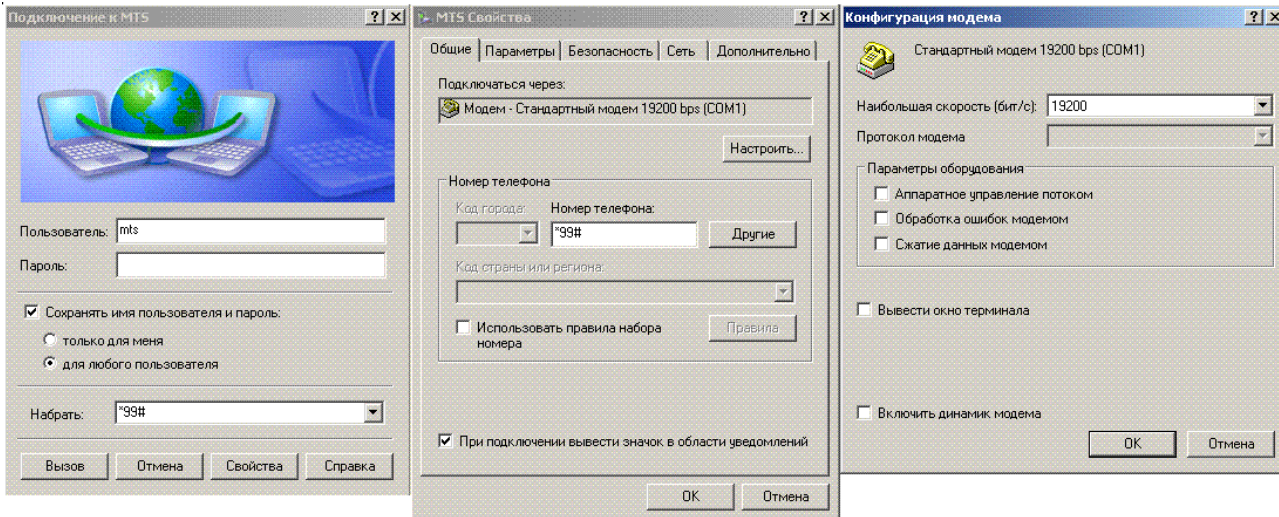 Подключение к MTS
Пользователь: mts
Пароль:
Сохранять имя пользователя и пароль:
только для меня
для любого пользователя
Набрать: *99#
Вызов Отмена Свойства Справка
MTS Свойства
Общие Параметры Безопасность Сеть Дополнительно
Подключаться через:
Модем - Стандартный модем 19200 bps (COM1)
Настроить...
Номер телефона
Код города: Номер телефона:
*99# Другие
Код страны или региона:
Использовать правила набора
номера
Правила
При подключении вывести значок в области уведомлений
OK Отмена
Конфигурация модема
Стандартный модем 19200 bps (COM1)
Наибольшая скорость (бит/с): 19200
Протокол модема
Параметры оборудования
Аппаратное управление потоком
Обработка ошибок модемом
Сжатие данных модемом
Вывести окно терминала
Включить динамик модема
OK Отмена